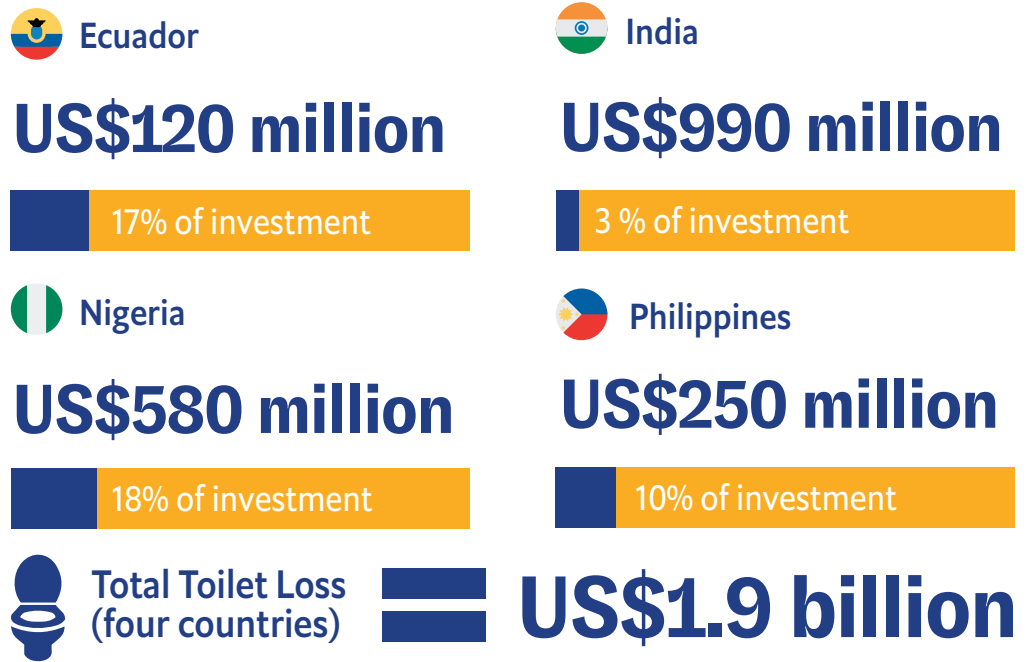 Ecuador
US$120 million
17% of investment
India
US$990 million
3 % of investment
Nigeria
US$580 million
18% of investment
Philippines
US$250 million
10% of investment
Total Toilet Loss
(four countries)
US$1.9 billion